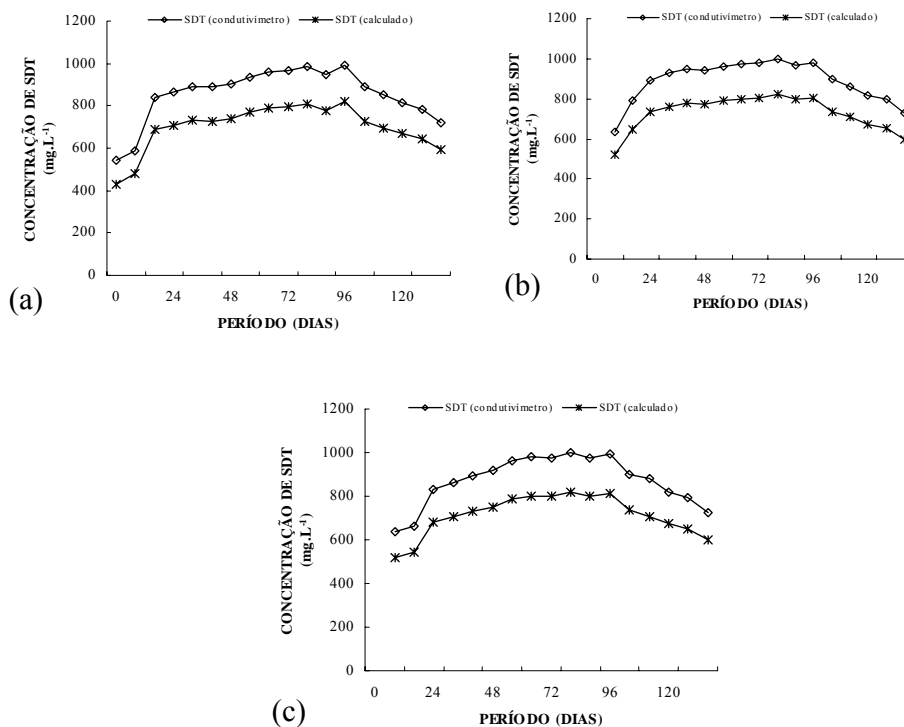 SDT (condutivímetro) SDT (calculado)
1200
1000
800
600
400
200
0
CONCENTRAÇÃO DE SDT
(mg.L⁻¹)
0 24 48 72 96 120
PERÍODO (DIAS)
(a)
SDT (condutivímetro) SDT (calculado)
1200
1000
800
600
400
200
0
CONCENTRAÇÃO DE SDT
(mg.L⁻¹)
0 24 48 72 96 120
PERÍODO (DIAS)
(b)
SDT (condutivímetro) SDT (calculado)
1200
1000
800
600
400
200
0
CONCENTRAÇÃO DE SDT
(mg.L⁻¹)
0 24 48 72 96 120
PERÍODO (DIAS)
(c)